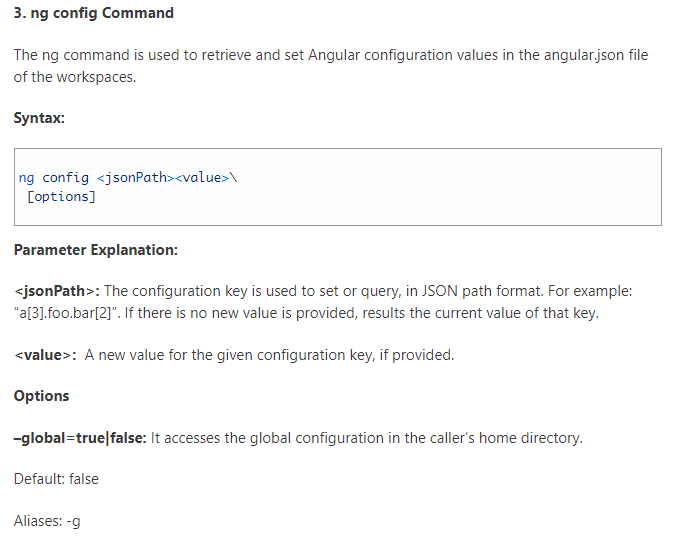 3. ng config Command
The ng command is used to retrieve and set Angular configuration values in the angular.json file
of the workspaces.
Syntax:
ng config <jsonPath><value>\
[options]
Parameter Explanation:
<jsonPath>: The configuration key is used to set or query, in JSON path format. For example:
"a[3].foo.bar[2]". If there is no new value is provided, results the current value of that key.
<value>: A new value for the given configuration key, if provided.
Options
–global=true|false: It accesses the global configuration in the caller’s home directory.
Default: false
Aliases: -g